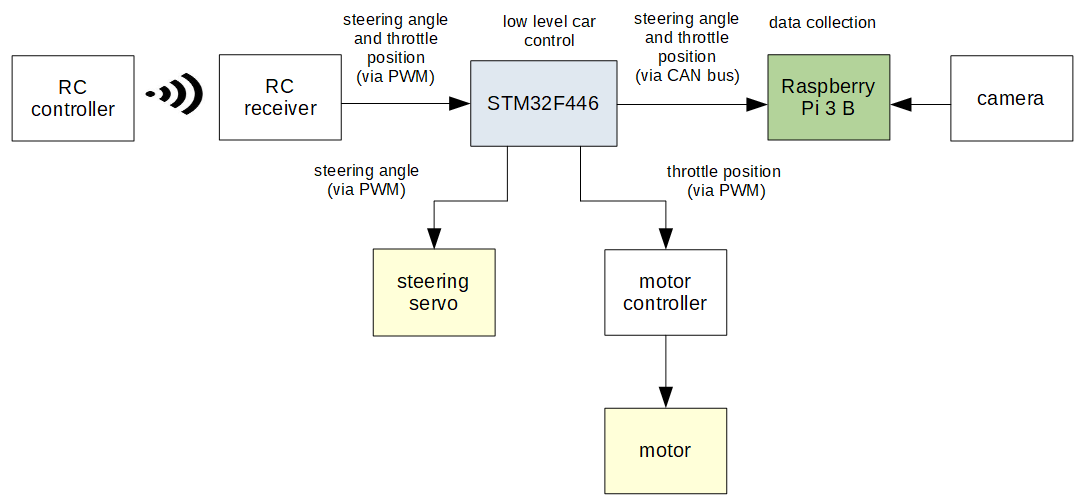 steering angle
and throttle
position
(via PWM)
low level car
control
steering angle
and throttle
position
(via CAN bus)
data collection
RC
controller
RC
receiver
STM32F446
Raspberry
Pi 3 B
camera
steering angle
(via PWM)
throttle position
(via PWM)
steering
servo
motor
controller
motor